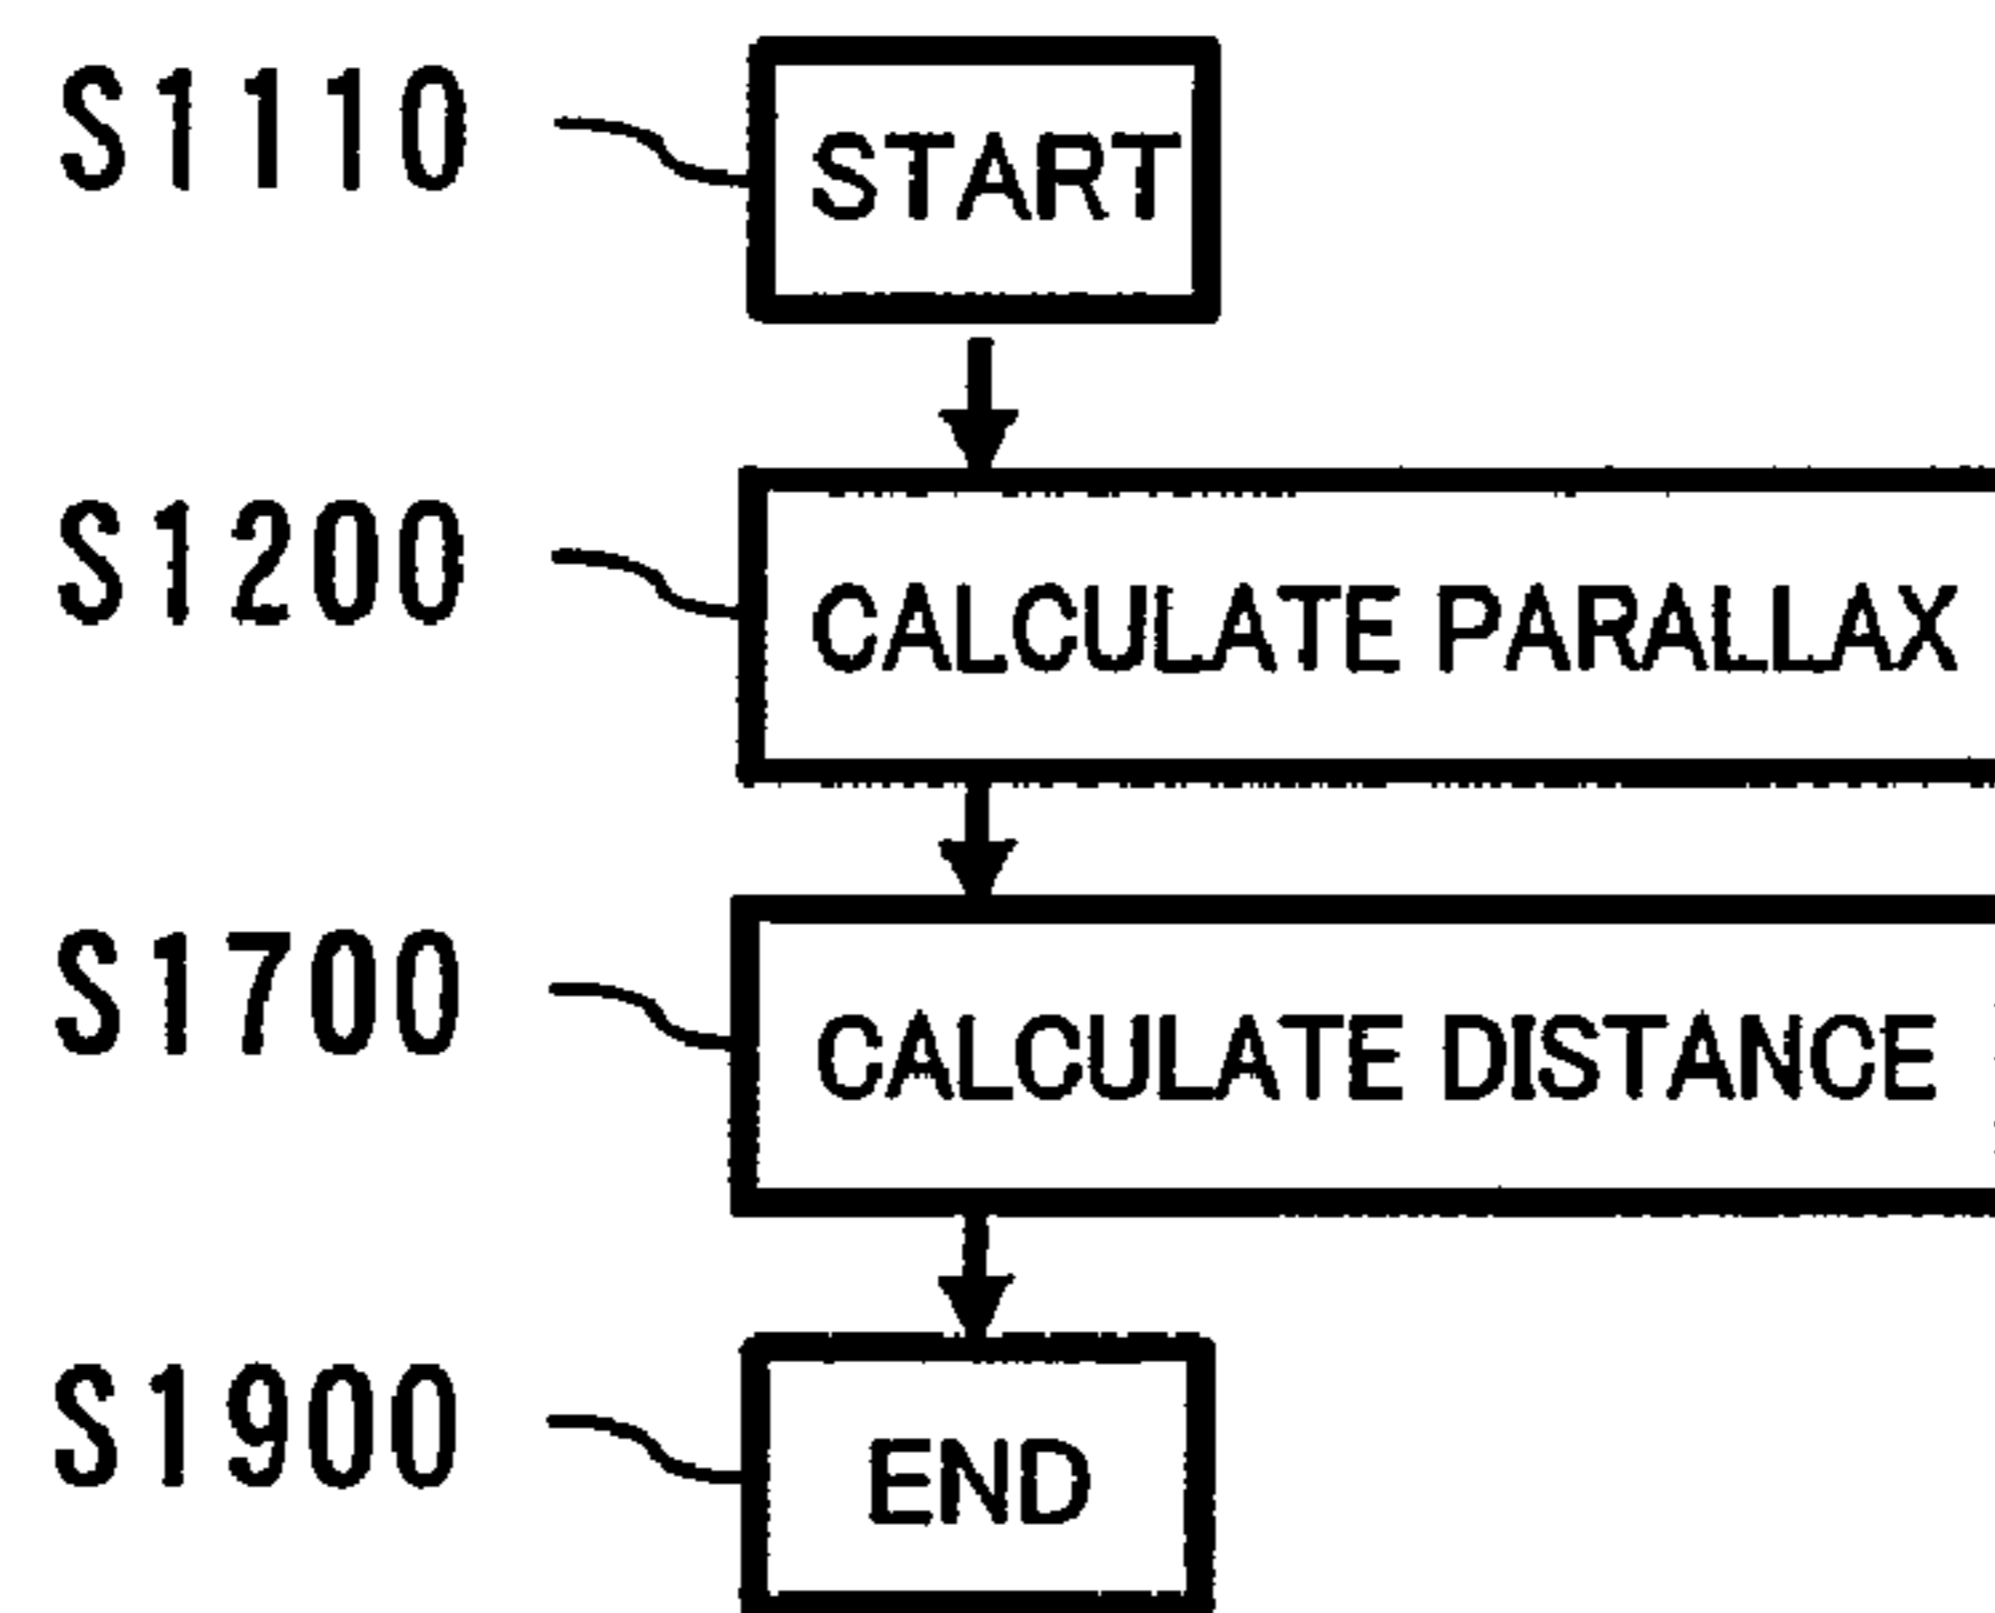 S1110 START
S1200 CALCULATE PARALLAX
S1700 CALCULATE DISTANCE
S1900 END